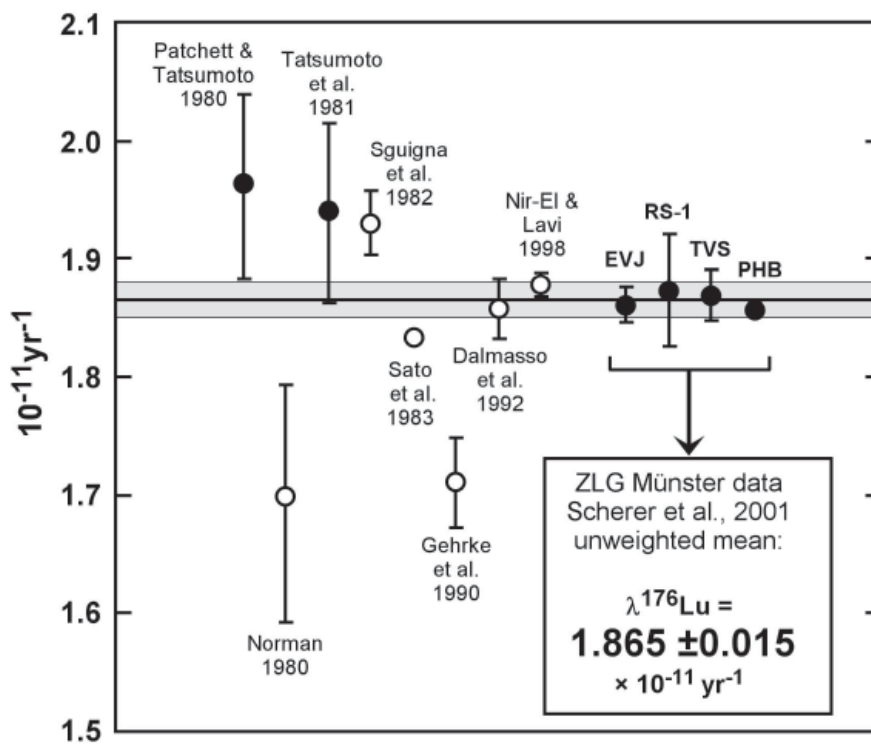 10⁻¹¹yr⁻¹
2.1
2.0
1.9
1.8
1.7
1.6
1.5
Patchett &
Tatsumoto
1980
Tatsumoto
et al.
1981
Sguigna
et al.
1982
Nir-El &
Lavi
1998
EVJ
RS-1
TVS
PHB
Sato
et al.
1983
Dalmasso
et al.
1992
Gehrke
et al.
1990
Norman
1980
ZLG Münster data
Scherer et al., 2001
unweighted mean:
λ¹⁷⁶Lu =
1.865 ±0.015
× 10⁻¹¹ yr⁻¹